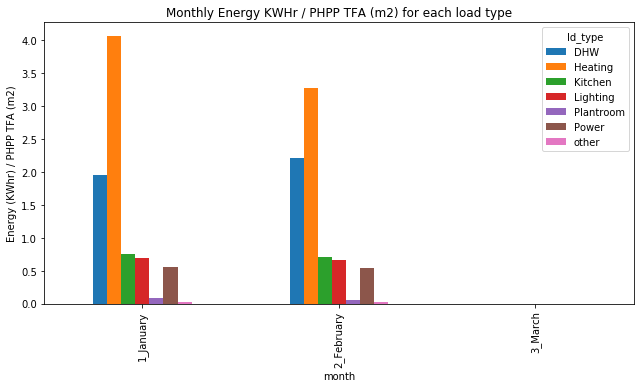 Monthly Energy KWHr / PHPP TFA (m2) for each load type
Energy (KWhr) / PHPP TFA (m2)
4.0
3.5
3.0
2.5
2.0
1.5
1.0
0.5
0.0
ld_type
DHW
Heating
Kitchen
Lighting
Plantroom
Power
other
1_January
2_February
3_March
month